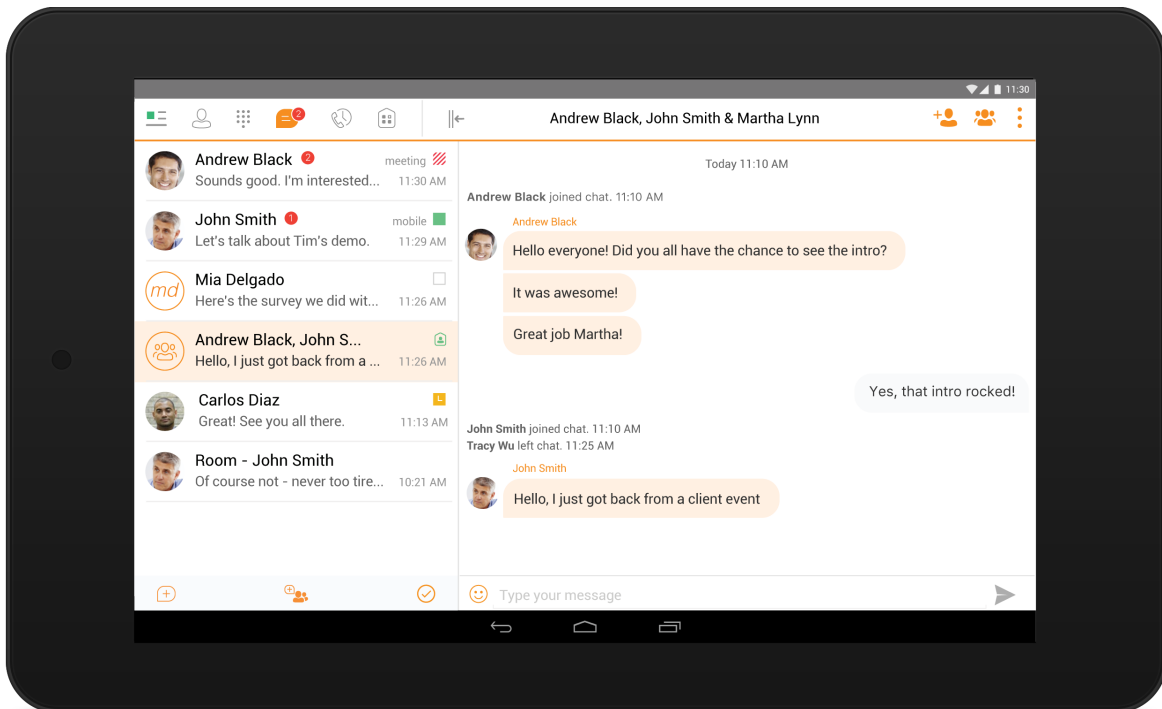 11:30
2
Andrew Black, John Smith & Martha Lynn
Andrew Black 2 meeting
Sounds good. I'm interested... 11:30 AM
John Smith 1 mobile
Let's talk about Tim's demo. 11:29 AM
md
Mia Delgado
Here's the survey we did wit... 11:26 AM
Andrew Black, John S...
Hello, I just got back from a ... 11:26 AM
Carlos Diaz
Great! See you all there. 11:13 AM
Room - John Smith
Of course not - never too tire... 10:21 AM
Today 11:10 AM
Andrew Black joined chat. 11:10 AM
Andrew Black
Hello everyone! Did you all have the chance to see the intro?
It was awesome!
Great job Martha!
Yes, that intro rocked!
John Smith joined chat. 11:10 AM
Tracy Wu left chat. 11:25 AM
John Smith
Hello, I just got back from a client event
Type your message